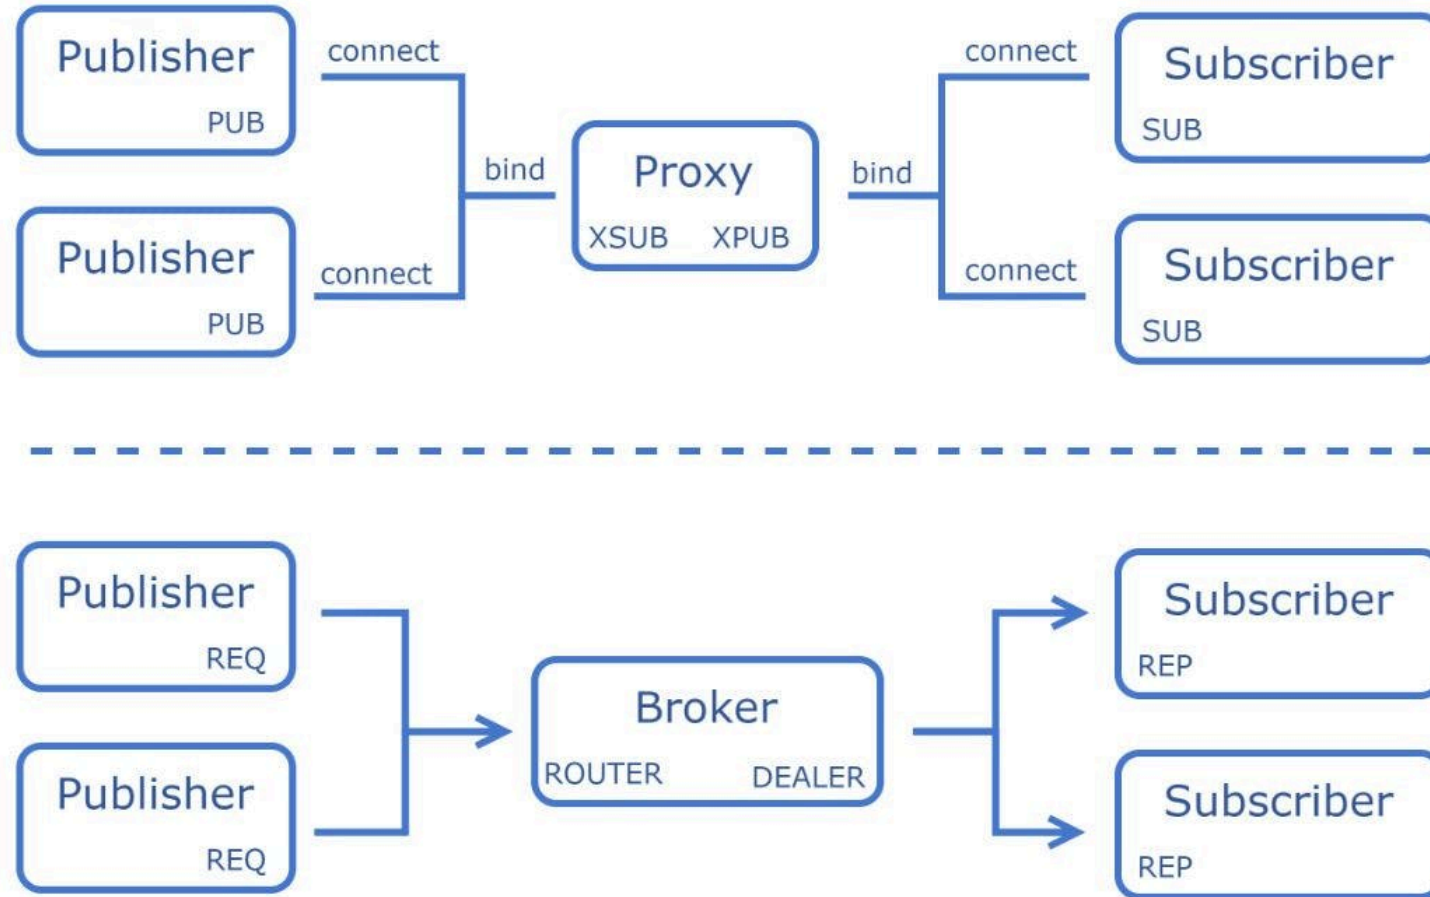 Publisher
PUB
connect
Publisher
PUB
connect
bind
Proxy
XSUB XPUB
bind
connect
Subscriber
SUB
connect
Subscriber
SUB
Publisher
REQ
Publisher
REQ
Broker
ROUTER DEALER
Subscriber
REP
Subscriber
REP